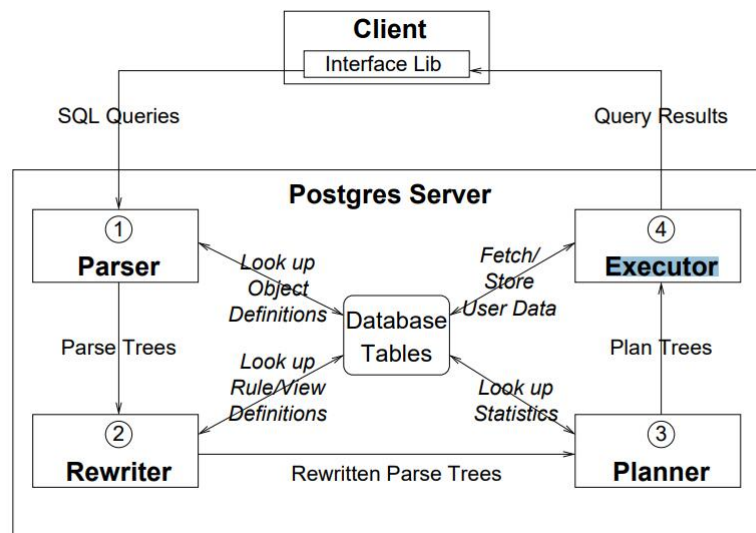 Client
Interface Lib
SQL Queries
Query Results
Postgres Server
1
Parser
4
Executor
Look up
Object
Definitions
Fetch/
Store
User Data
Database
Tables
Parse Trees
Plan Trees
Look up
Rule/View
Definitions
Look up
Statistics
2
Rewriter
Rewritten Parse Trees
3
Planner